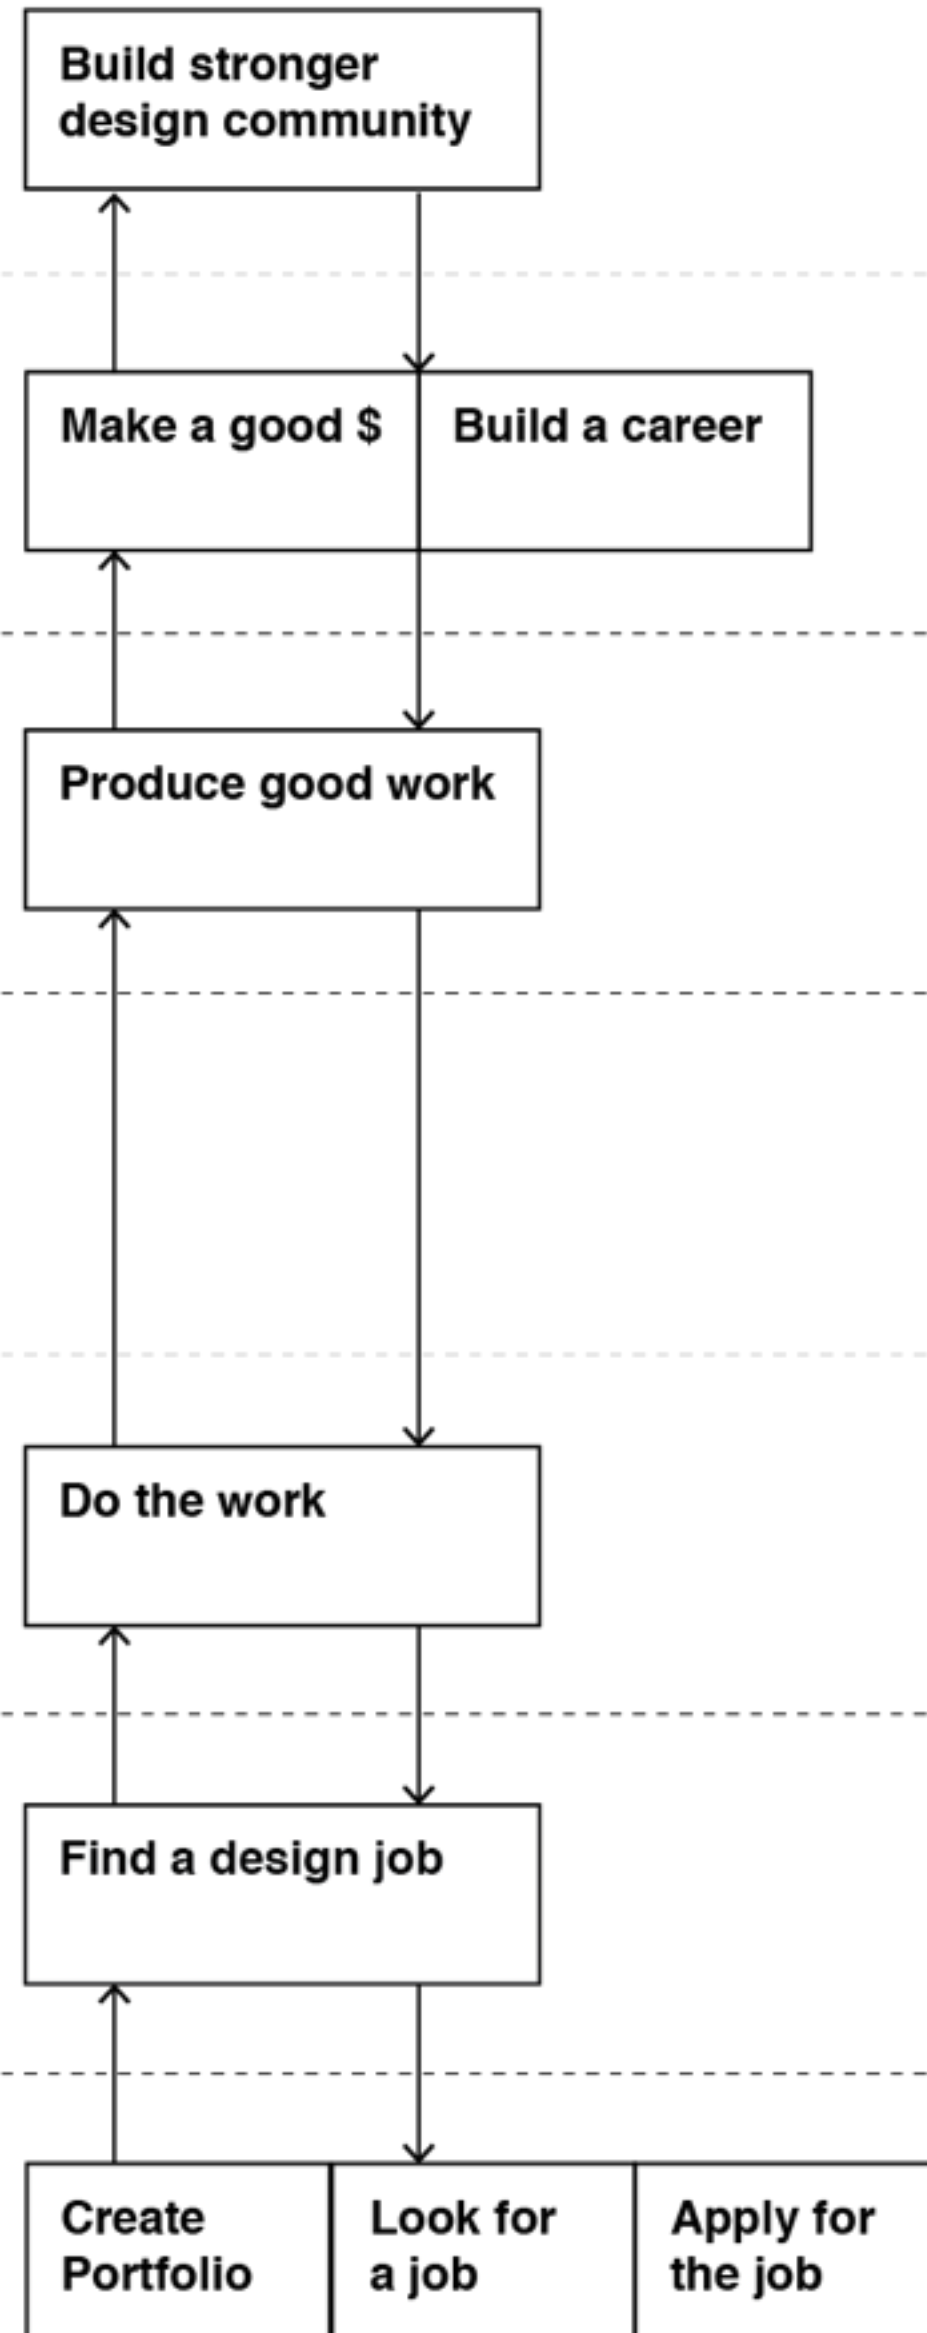 Build stronger
design community
Make a good $
Build a career
Produce good work
Do the work
Find a design job
Create
Portfolio
Look for
a job
Apply for
the job